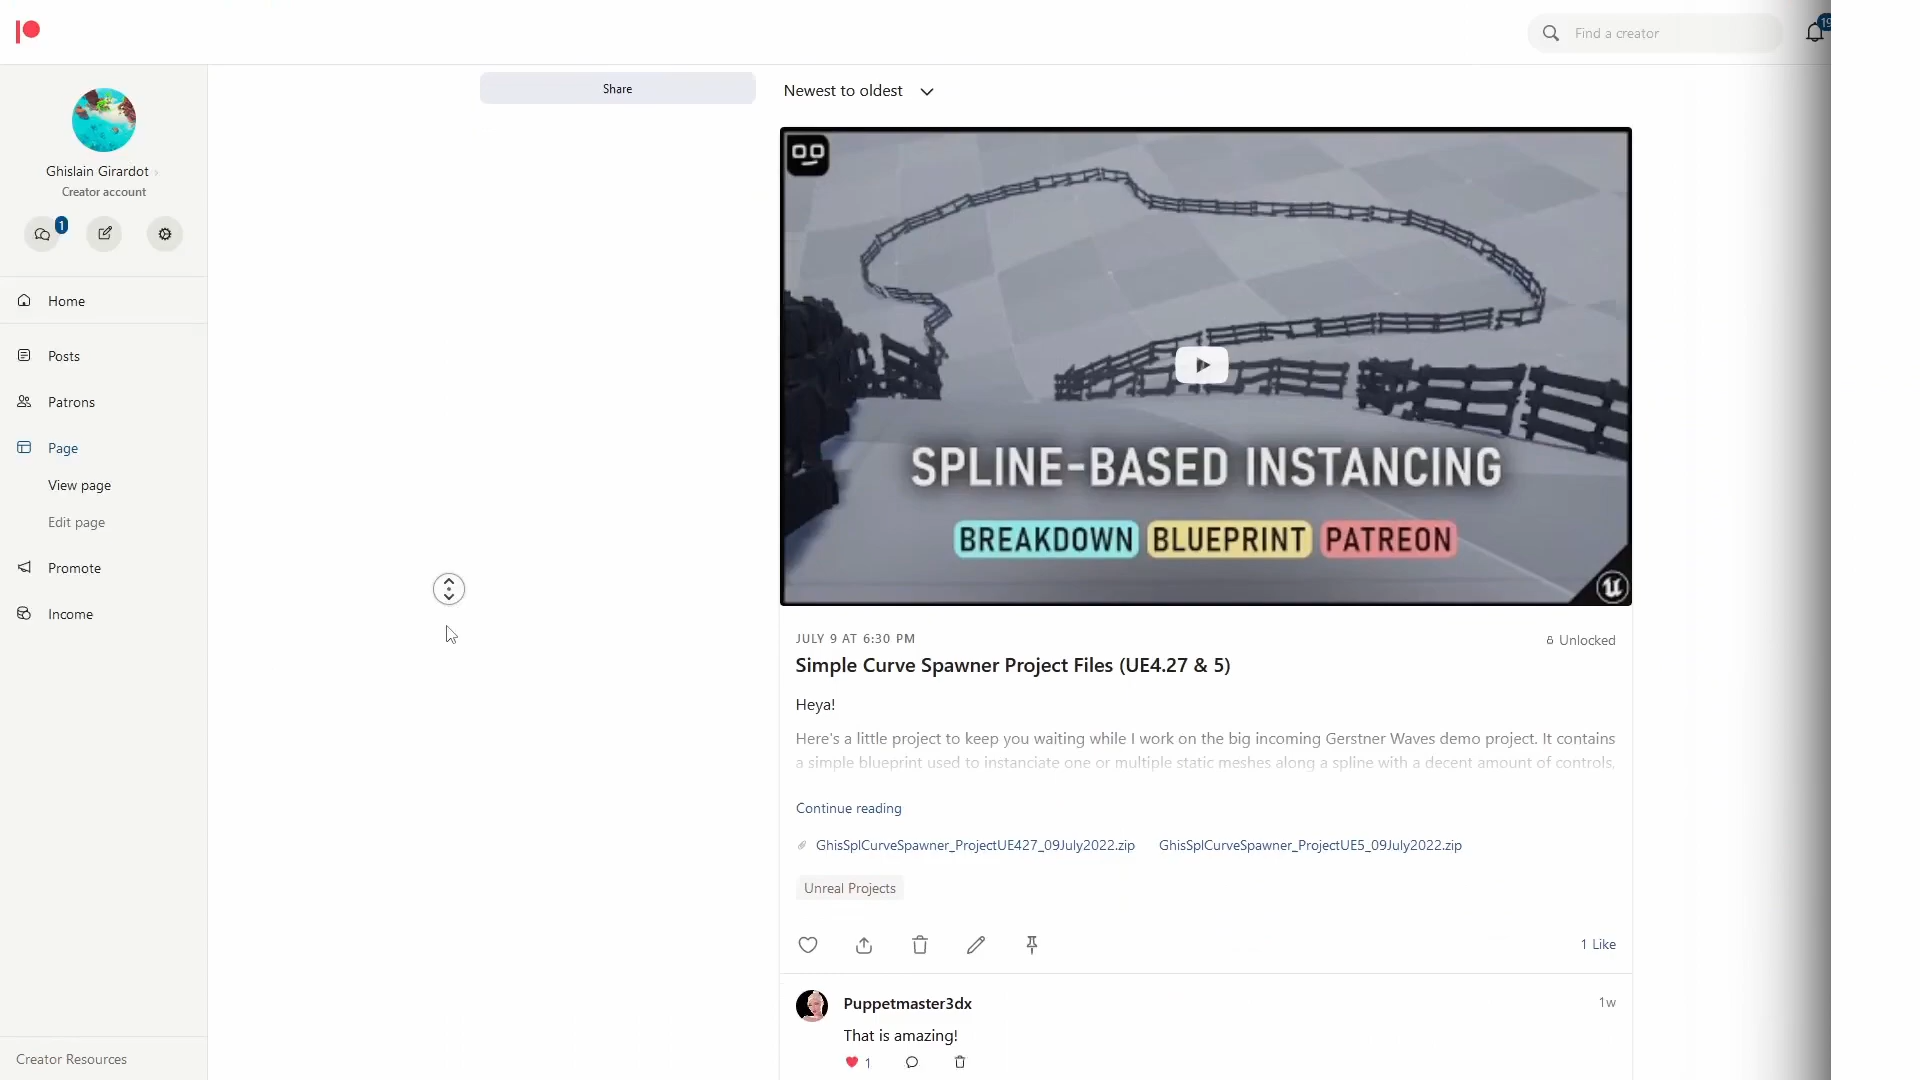 Find a creator
19
Share
Newest to oldest
Ghislain Girardot
Creator account
1
Home
Posts
Patrons
Page
View page
Edit page
Promote
Income
Creator Resources
SPLINE-BASED INSTANCING
BREAKDOWN BLUEPRINT PATREON
JULY 9 AT 6:30 PM
Unlocked
Simple Curve Spawner Project Files (UE4.27 & 5)
Heya!
Here's a little project to keep you waiting while I work on the big incoming Gerstner Waves demo project. It contains
a simple blueprint used to instanciate one or multiple static meshes along a spline with a decent amount of controls,
Continue reading
GhisSplCurveSpawner_ProjectUE427_09July2022.zip GhisSplCurveSpawner_ProjectUE5_09July2022.zip
Unreal Projects
1 Like
Puppetmaster3dx
1w
That is amazing!
1